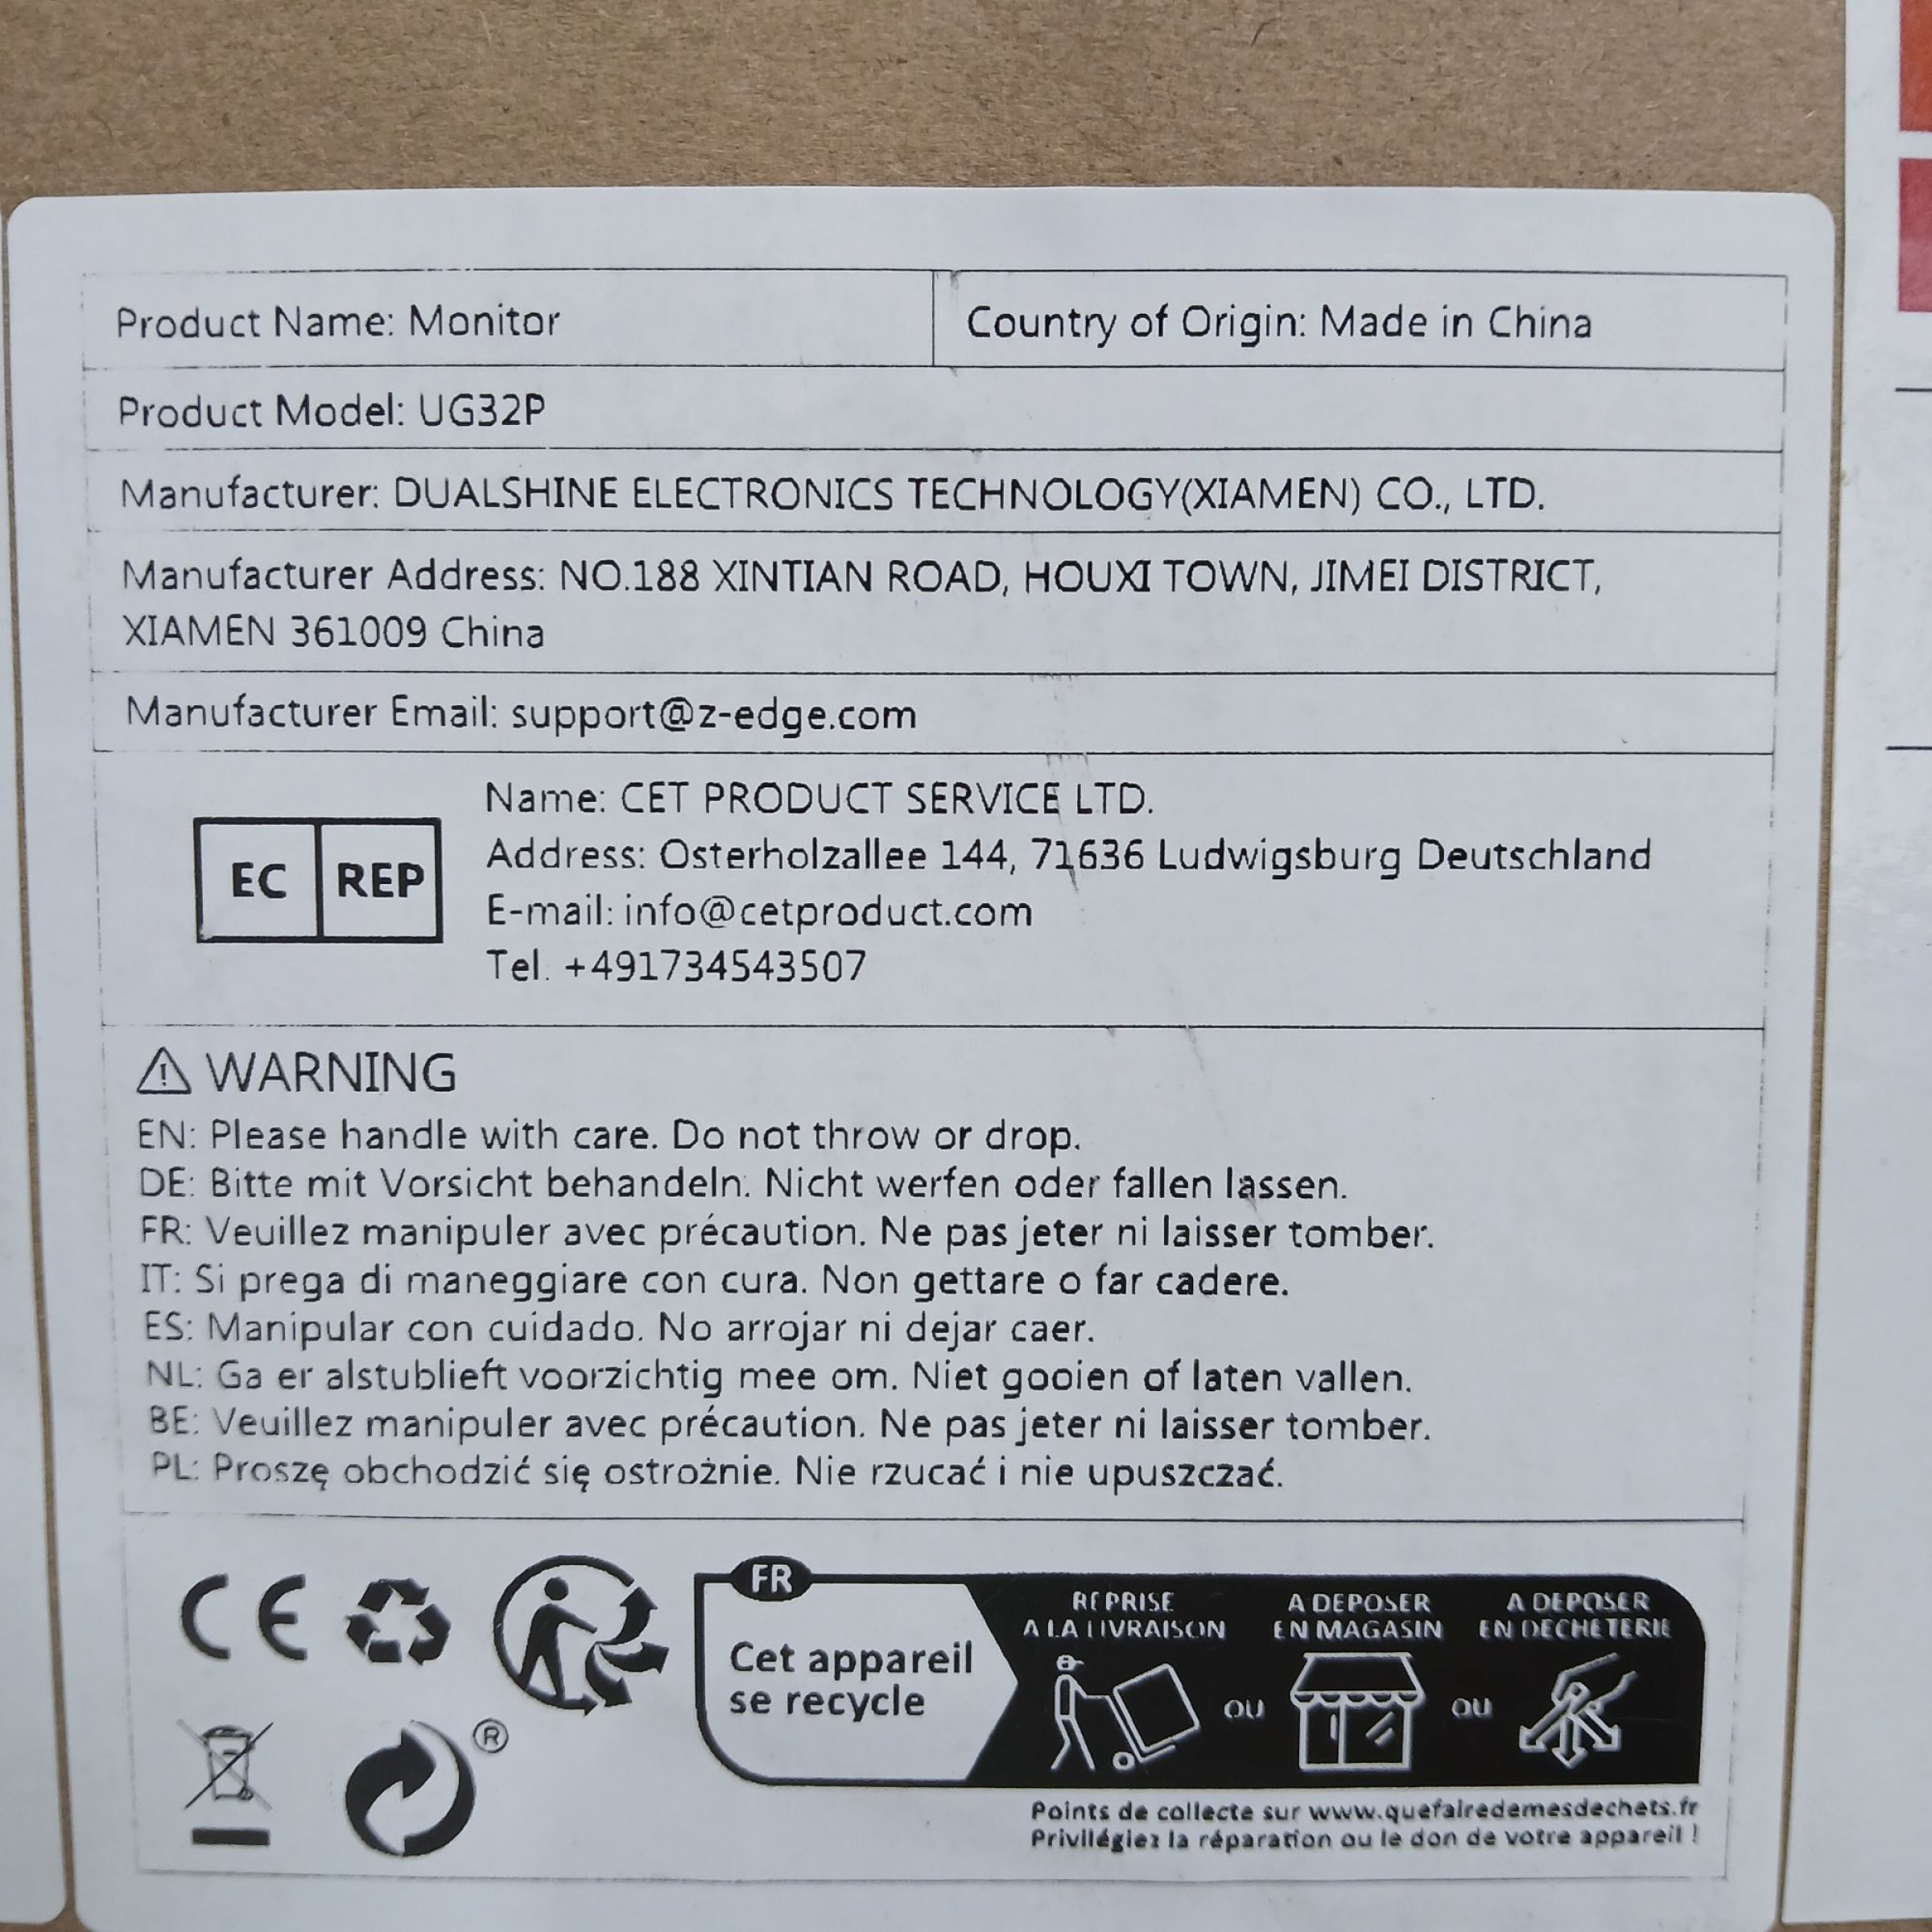 Product Name: Monitor
Country of Origin: Made in China
Product Model: UG32P
Manufacturer: DUALSHINE ELECTRONICS TECHNOLOGY(XIAMEN) CO., LTD.
Manufacturer Address: NO.188 XINTIAN ROAD, HOUXI TOWN, JIMEI DISTRICT,
XIAMEN 361009 China
Manufacturer Email: support@z-edge.com
EC REP
Name: CET PRODUCT SERVICE LTD.
Address: Osterholzallee 144, 71636 Ludwigsburg Deutschland
E-mail: info@cetproduct.com
Tel. +491734543507
WARNING
EN: Please handle with care. Do not throw or drop.
DE: Bitte mit Vorsicht behandeln. Nicht werfen oder fallen lassen.
FR: Veuillez manipuler avec précaution. Ne pas jeter ni laisser tomber.
IT: Si prega di maneggiare con cura. Non gettare o far cadere.
ES: Manipular con cuidado. No arrojar ni dejar caer.
NL: Ga er alstublieft voorzichtig mee om. Niet gooien of laten vallen.
BE: Veuillez manipuler avec précaution. Ne pas jeter ni laisser tomber.
PL: Proszę obchodzić się ostrożnie. Nie rzucać i nie upuszczać.
CE
®
FR
Cet appareil
se recycle
REPRISE
A LA LIVRAISON
OU
A DEPOSER
EN MAGASIN
OU
A DEPOSER
EN DECHETERIE
Points de collecte sur www.quefairedemesdechets.fr
Privilégiez la réparation ou le don de votre appareil !